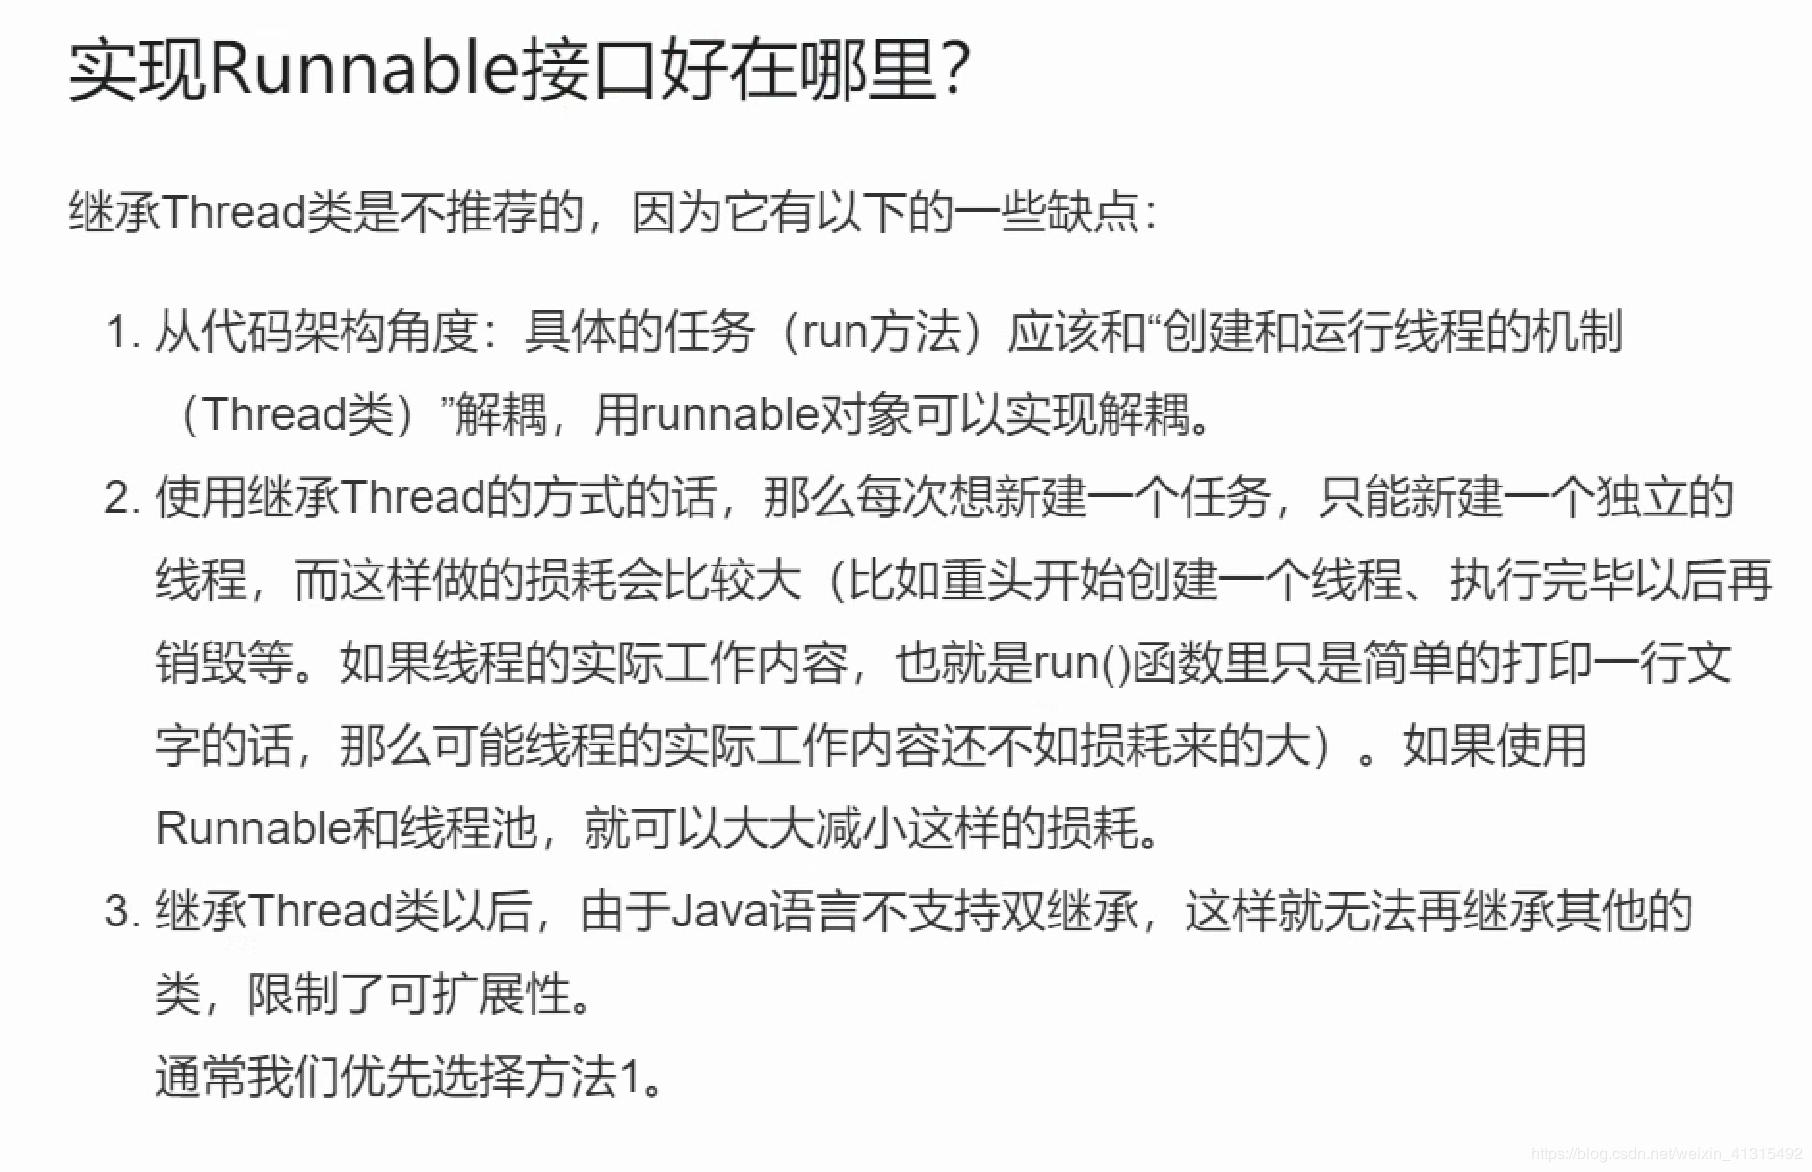 实现Runnable接口好在哪里？
继承Thread类是不推荐的，因为它有以下的一些缺点：
1. 从代码架构角度：具体的任务（run方法）应该和“创建和运行线程的机制
（Thread类）”解耦，用runnable对象可以实现解耦。
2. 使用继承Thread的方式的话，那么每次想新建一个任务，只能新建一个独立的
线程，而这样做的损耗会比较大（比如重头开始创建一个线程、执行完毕以后再
销毁等。如果线程的实际工作内容，也就是run()函数里只是简单的打印一行文
字的话，那么可能线程的实际工作内容还不如损耗来的大）。如果使用
Runnable和线程池，就可以大大减小这样的损耗。
3. 继承Thread类以后，由于Java语言不支持双继承，这样就无法再继承其他的
类，限制了可扩展性。
通常我们优先选择方法1。
https://blog.csdn.net/weixin_41315492